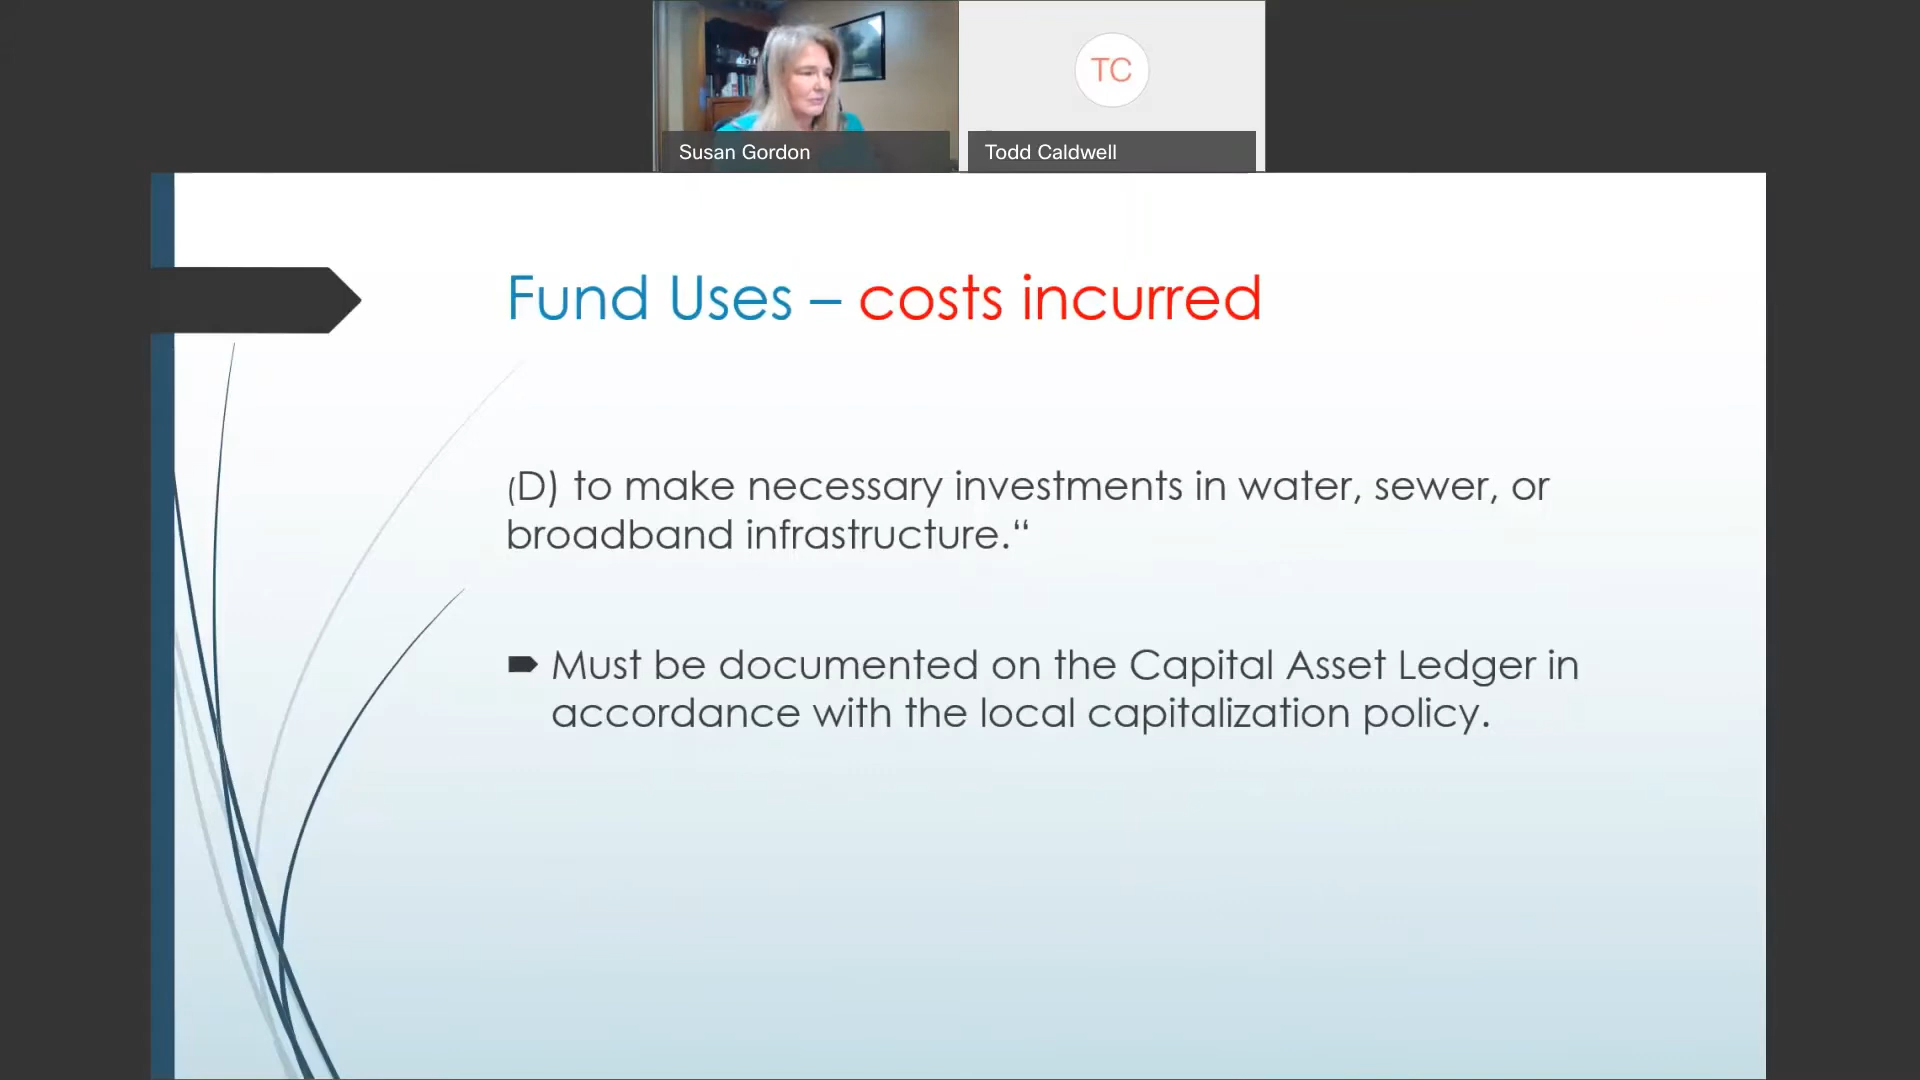 TC
Susan Gordon
Todd Caldwell
Fund Uses – costs incurred
(D) to make necessary investments in water, sewer, or
broadband infrastructure.“
Must be documented on the Capital Asset Ledger in
accordance with the local capitalization policy.